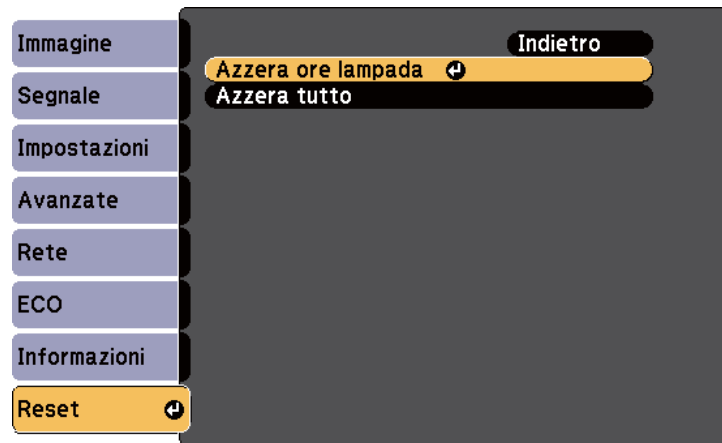 Immagine
Segnale
Impostazioni
Avanzate
Rete
ECO
Informazioni
Reset
Indietro
Azzera ore lampada
Azzera tutto